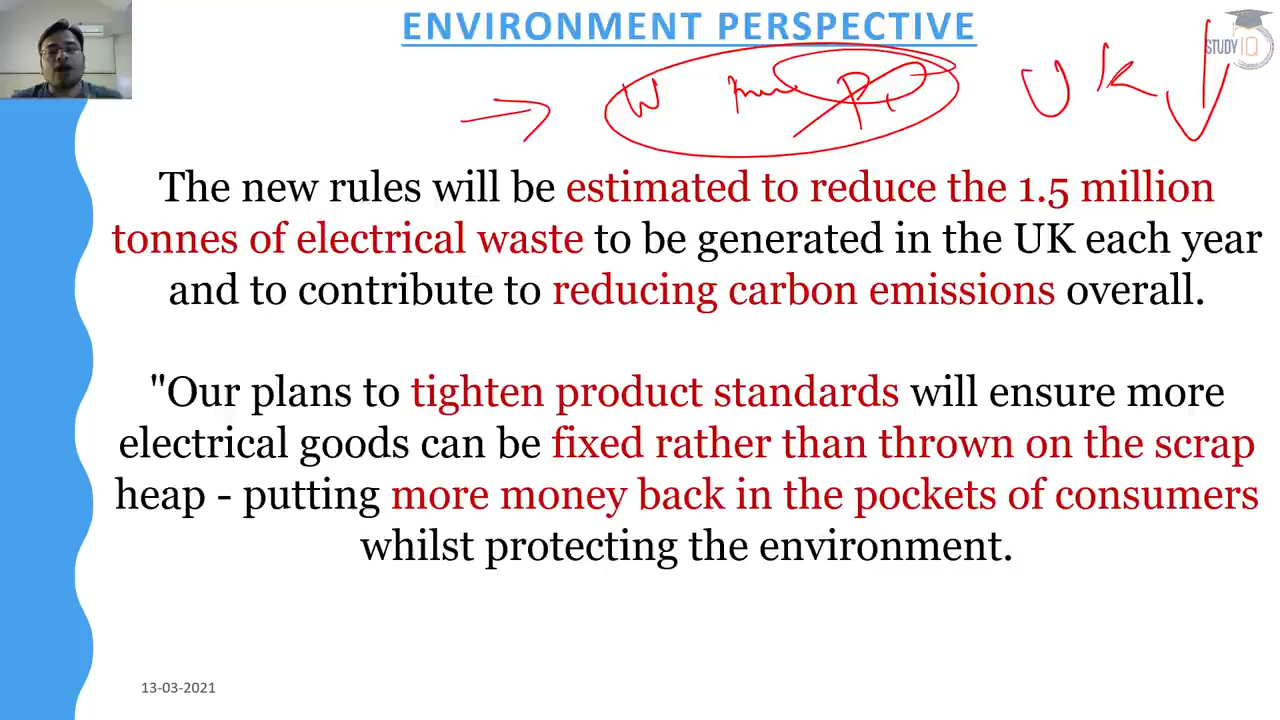 ENVIRONMENT PERSPECTIVE
STUDY IQ
W
UK
The new rules will be estimated to reduce the 1.5 million
tonnes of electrical waste to be generated in the UK each year
and to contribute to reducing carbon emissions overall.
"Our plans to tighten product standards will ensure more
electrical goods can be fixed rather than thrown on the scrap
heap - putting more money back in the pockets of consumers
whilst protecting the environment.
13-03-2021